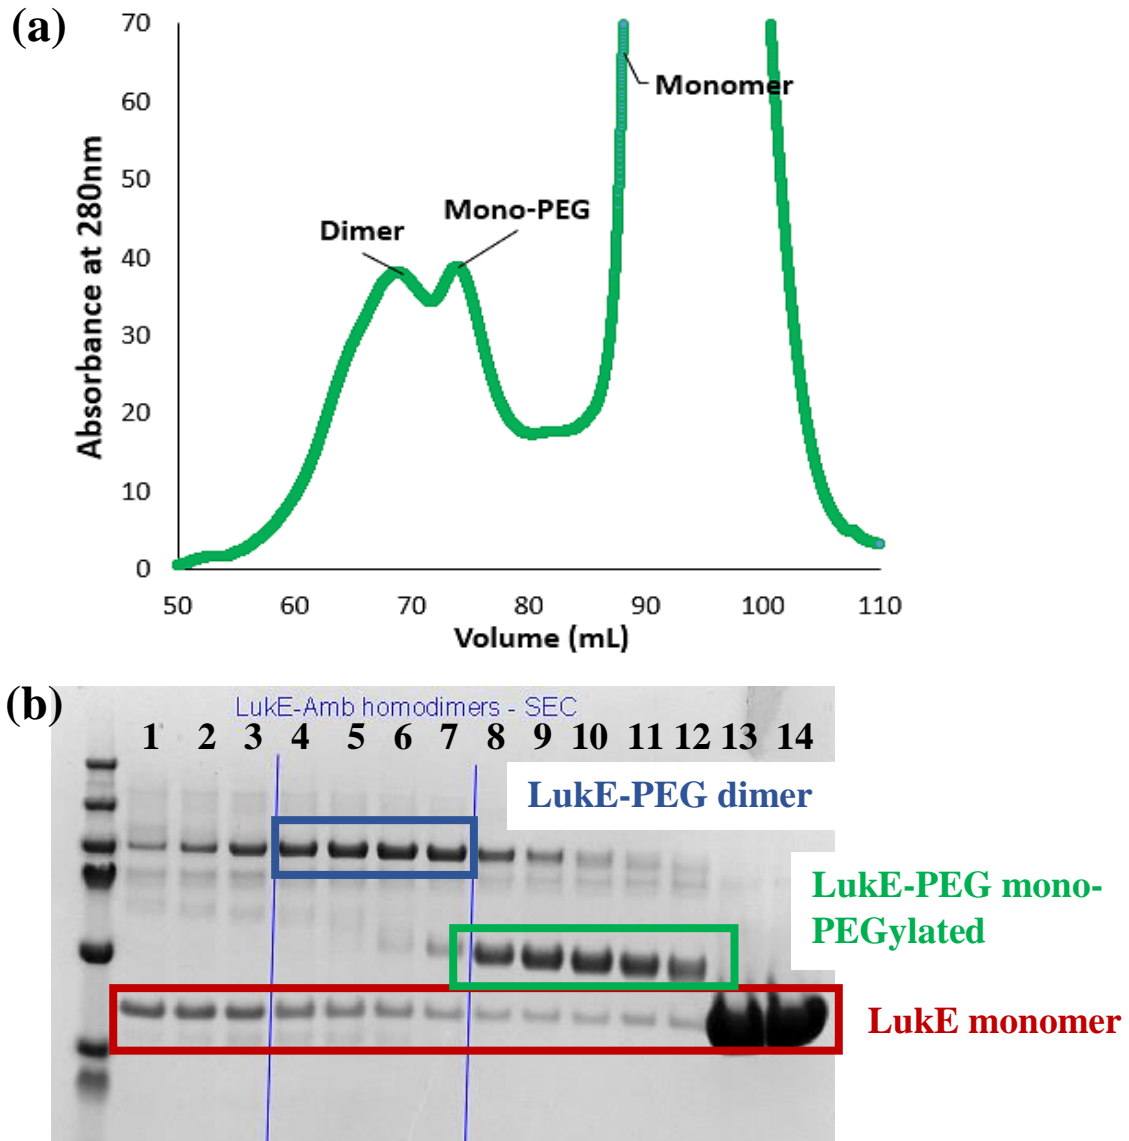 (a)
70
60
50
40
30
20
10
0
Absorbance at 280nm
Dimer
Mono-PEG
Monomer
50 60 70 80 90 100 110
Volume (mL)
(b)
LukE-Amb homodimers - SEC
1 2 3 4 5 6 7 8 9 10 11 12 13 14
LukE-PEG dimer
LukE-PEG mono-
PEGylated
LukE monomer